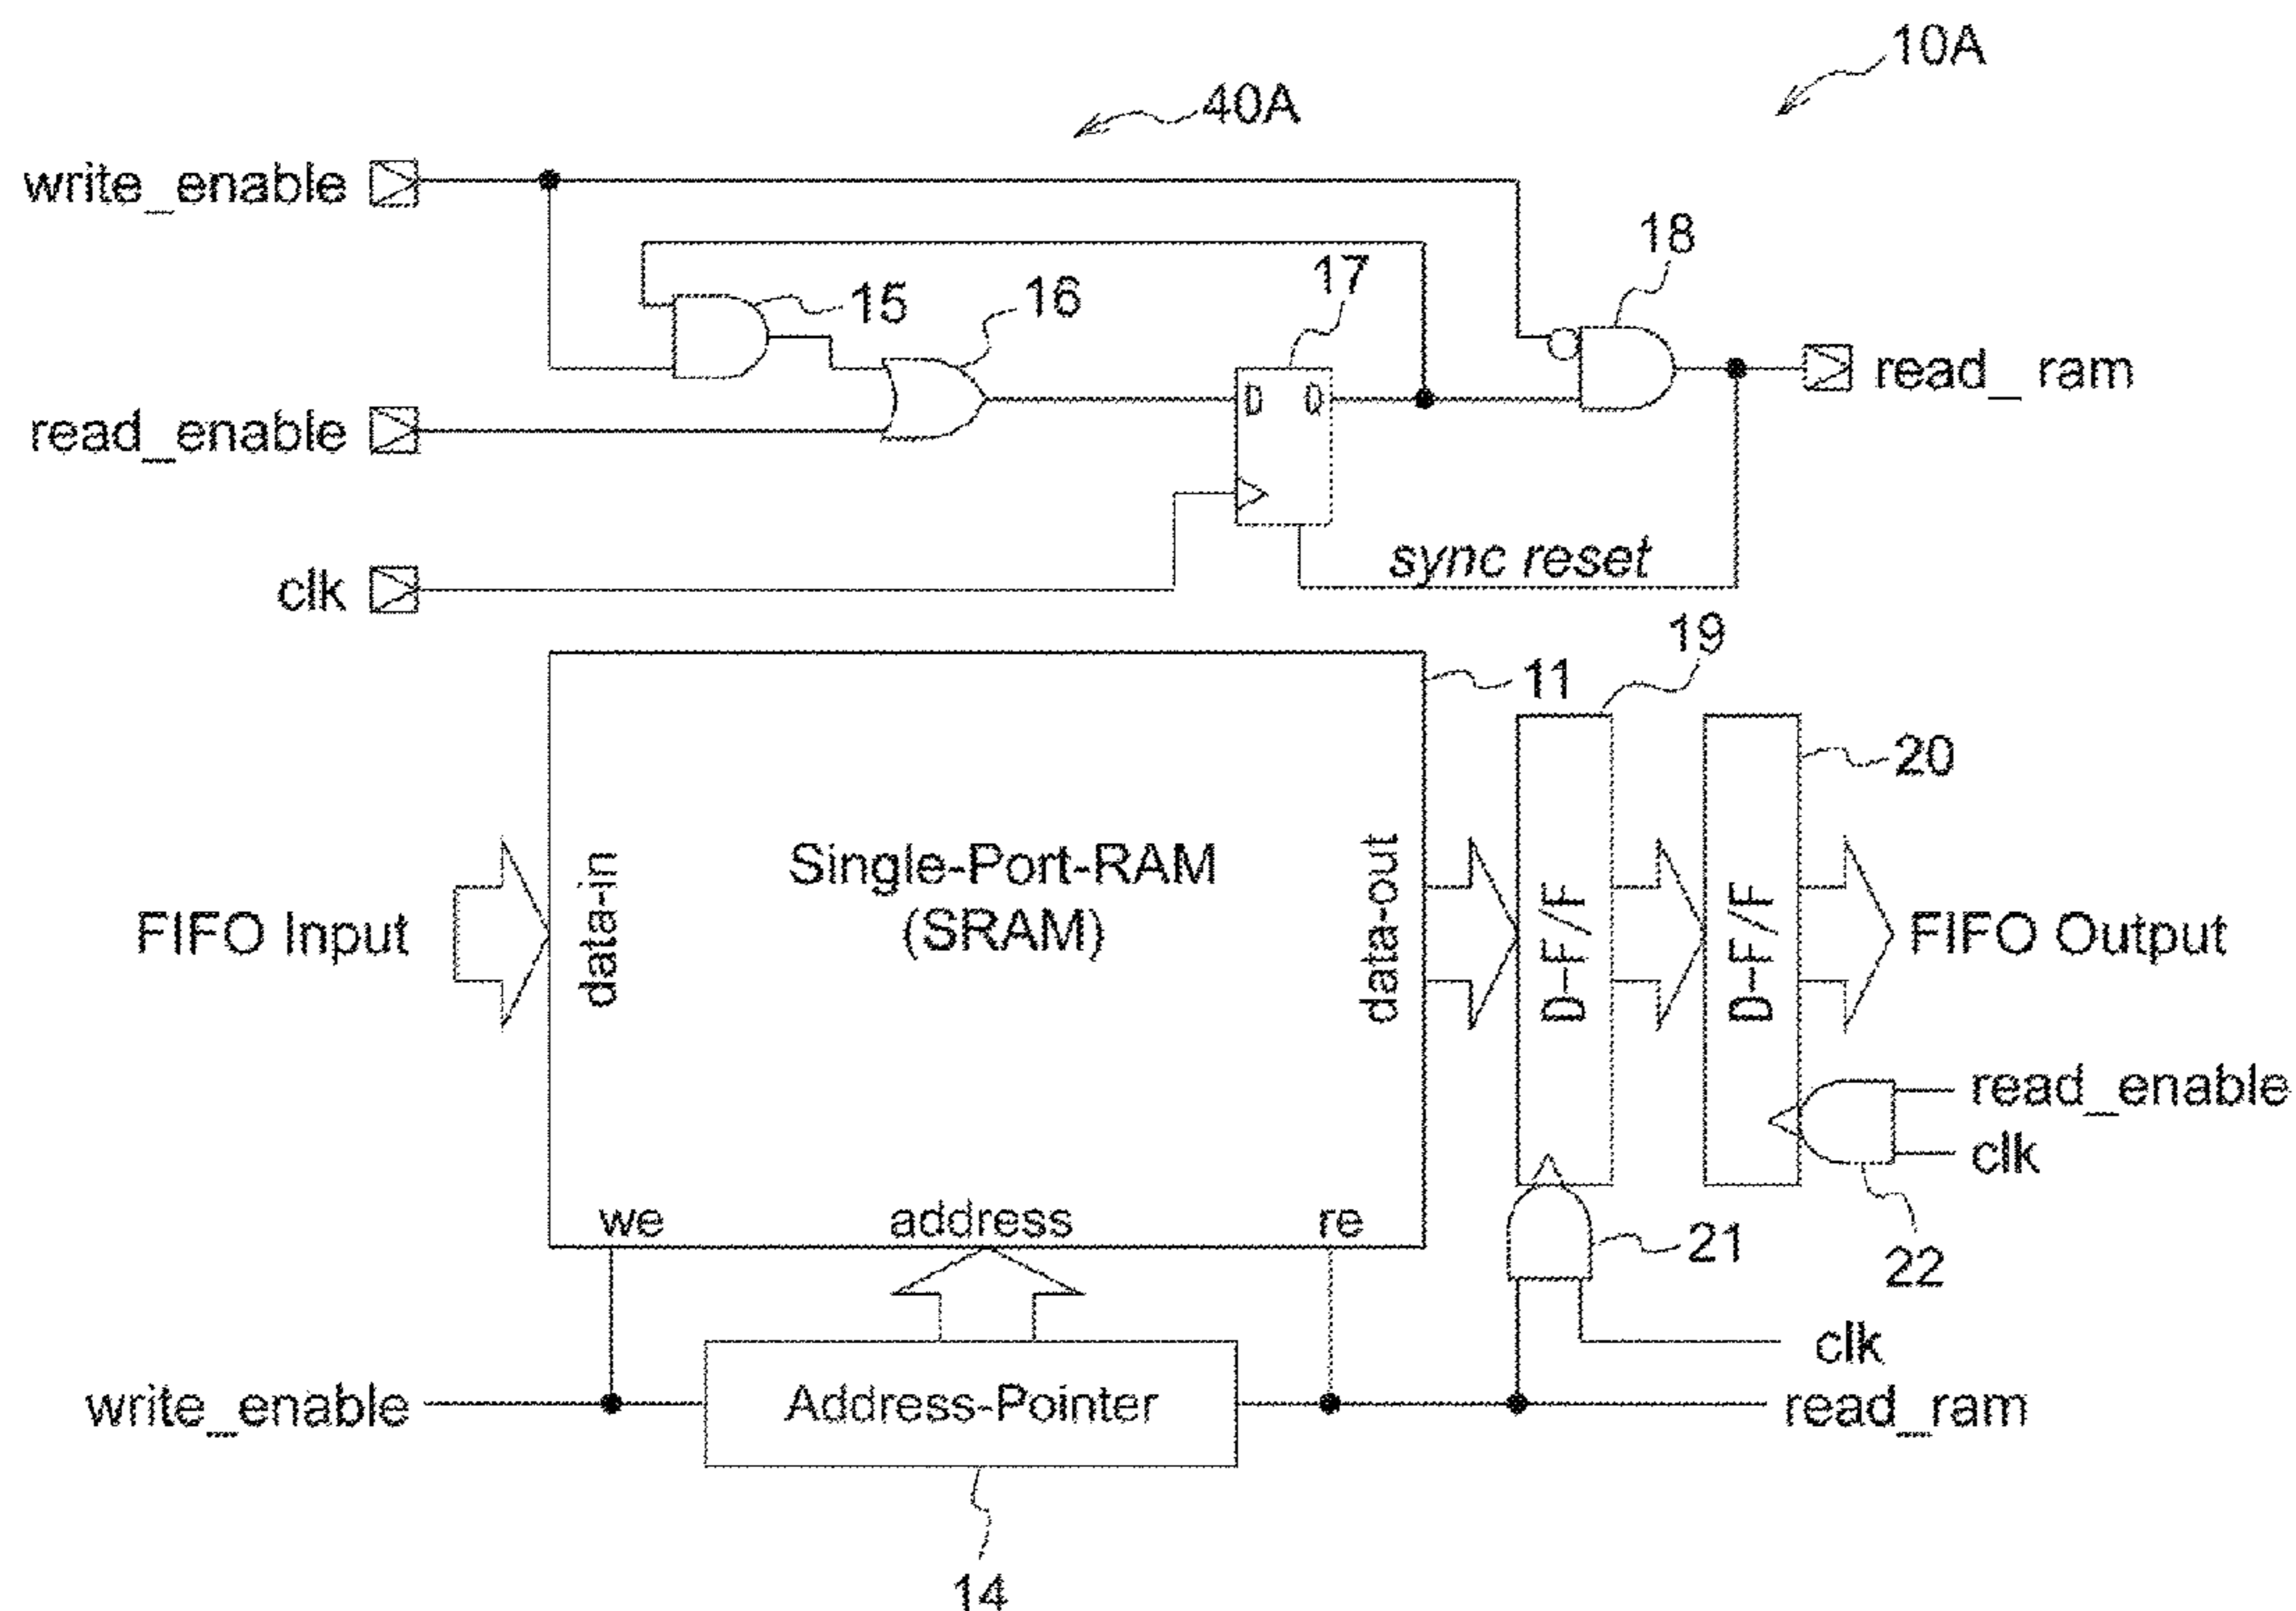 10A
40A
write_enable
18
17
15
16
read_ ram
D Q
read_enable
sync reset
clk
19
11
20
Single-Port-RAM
(SRAM)
data-in
data-out
D-F/F
D-F/F
FIFO Input
FIFO Output
read_enable
clk
we
address
re
21
22
clk
write_enable
Address-Pointer
read_ram
14